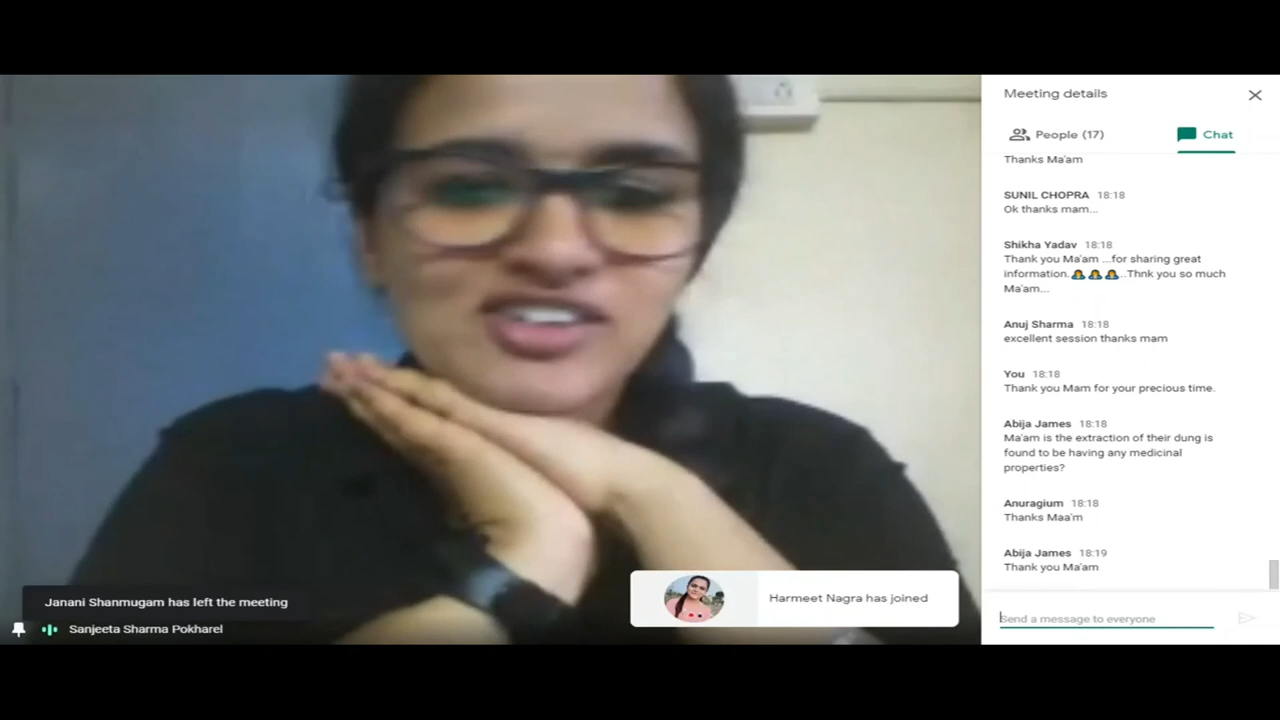 Meeting details
People (17)
Chat
Thanks Ma'am
SUNIL CHOPRA 18:18
Ok thanks mam...
Shikha Yadav 18:18
Thank you Ma'am ...for sharing great
information.🙇‍♀️🙇‍♀️🙇‍♀️..Thnk you so much
Ma'am...
Anuj Sharma 18:18
excellent session thanks mam
You 18:18
Thank you Mam for your precious time.
Abija James 18:18
Ma'am is the extraction of their dung is
found to be having any medicinal
properties?
Anuragium 18:18
Thanks Maa'm
Abija James 18:19
Thank you Ma'am
Send a message to everyone
Harmeet Nagra has joined
Janani Shanmugam has left the meeting
Sanjeeta Sharma Pokharel